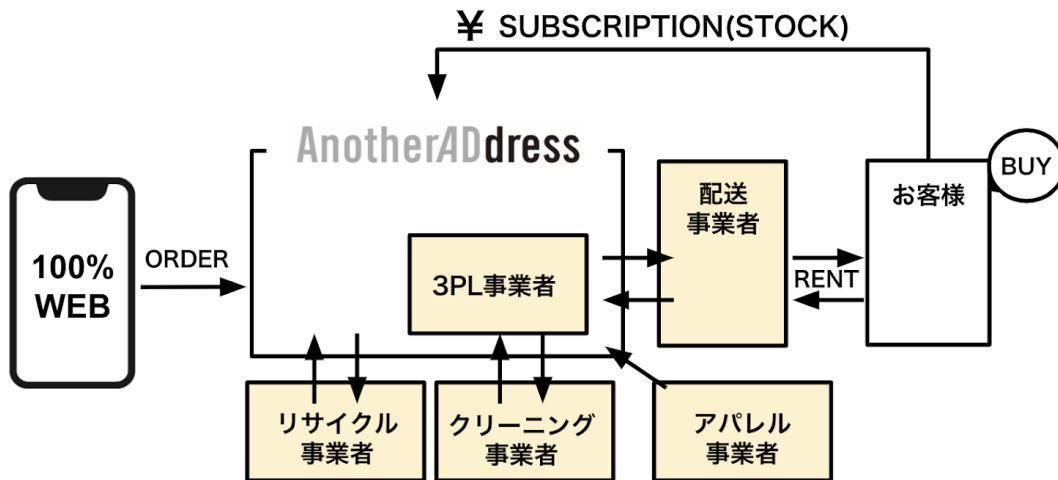 ¥ SUBSCRIPTION(STOCK)
AnotherADdress
BUY
配送
事業者
お客様
100%
WEB
ORDER
3PL事業者
RENT
リサイクル
事業者
クリーニング
事業者
アパレル
事業者